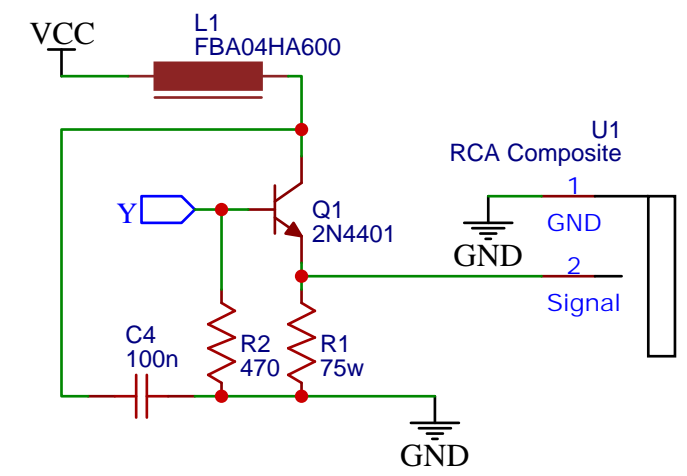 VCC
L1
FBA04HA600
U1
RCA Composite
1
GND
GND
2
Signal
Y
Q1
2N4401
C4
100n
R2
470
R1
75w
GND